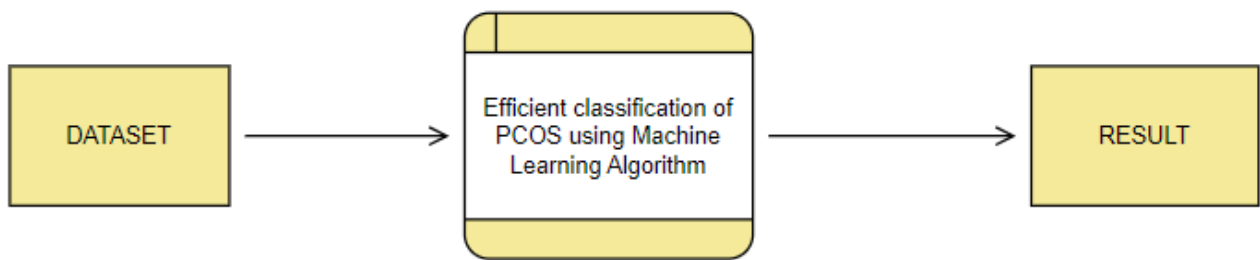 DATASET
Efficient classification of
PCOS using Machine
Learning Algorithm
RESULT